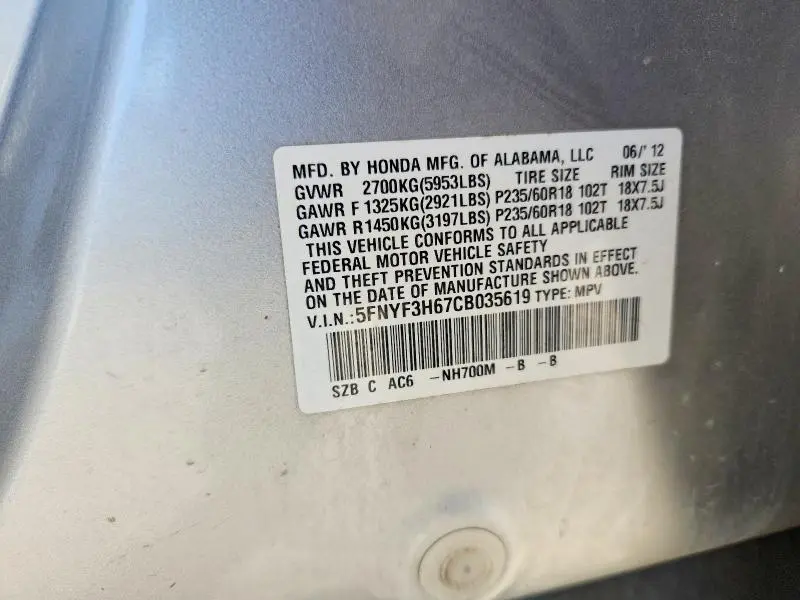 MFD. BY HONDA MFG. OF ALABAMA, LLC 06/' 12
GVWR 2700KG(5953LBS) TIRE SIZE RIM SIZE
GAWR F 1325KG(2921LBS) P235/60R18 102T 18X7.5J
GAWR R1450KG(3197LBS) P235/60R18 102T 18X7.5J
THIS VEHICLE CONFORMS TO ALL APPLICABLE
FEDERAL MOTOR VEHICLE SAFETY
AND THEFT PREVENTION STANDARDS IN EFFECT
ON THE DATE OF MANUFACTURE SHOWN ABOVE.
V.I.N.:5FNYF3H67CB035619 TYPE: MPV
SZB C AC6 -NH700M -B -B